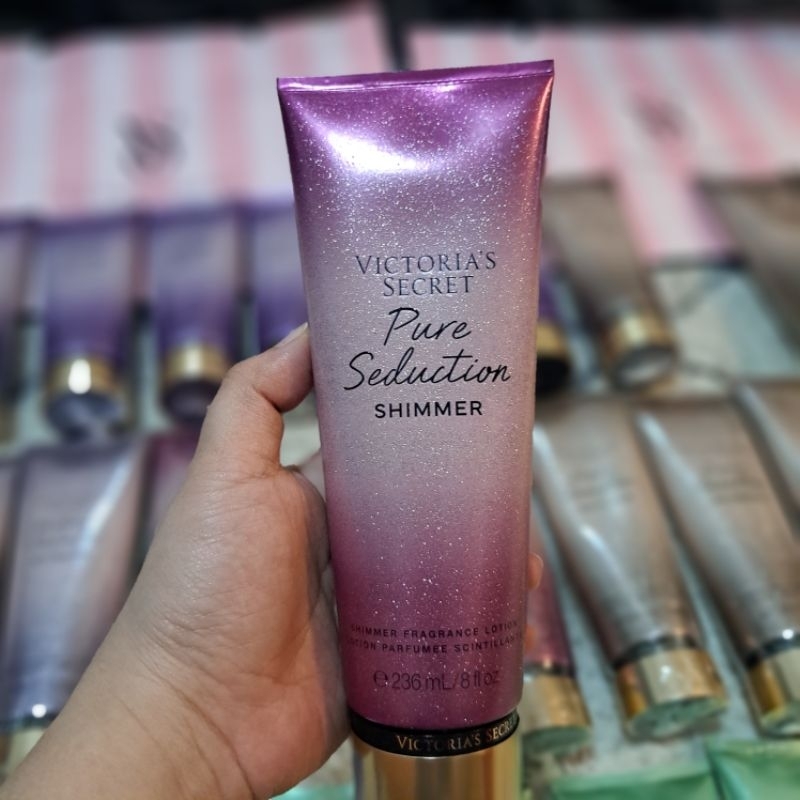 VICTORIA'S
SECRET
Pure
Seduction
SHIMMER
SHIMMER FRAGRANCE LOTION
LOTION PARFUMÉE SCINTILLANTE
℮ 236 mL/8 fl oz
VICTORIA'S SECRET